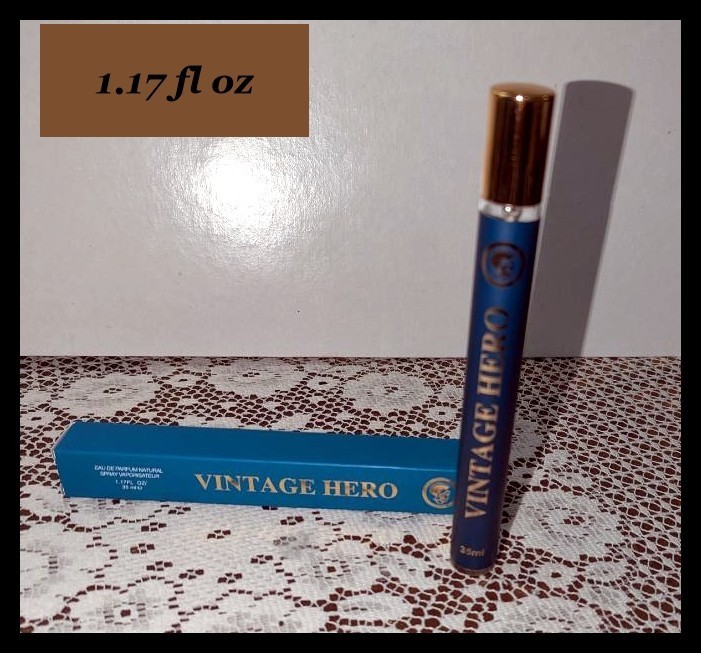 1.17 fl oz
VINTAGE HERO
35ml
EAU DE PARFUM NATURAL
SPRAY VAPORISATEUR
1.17FL OZ/
35 ml℮
VINTAGE HERO